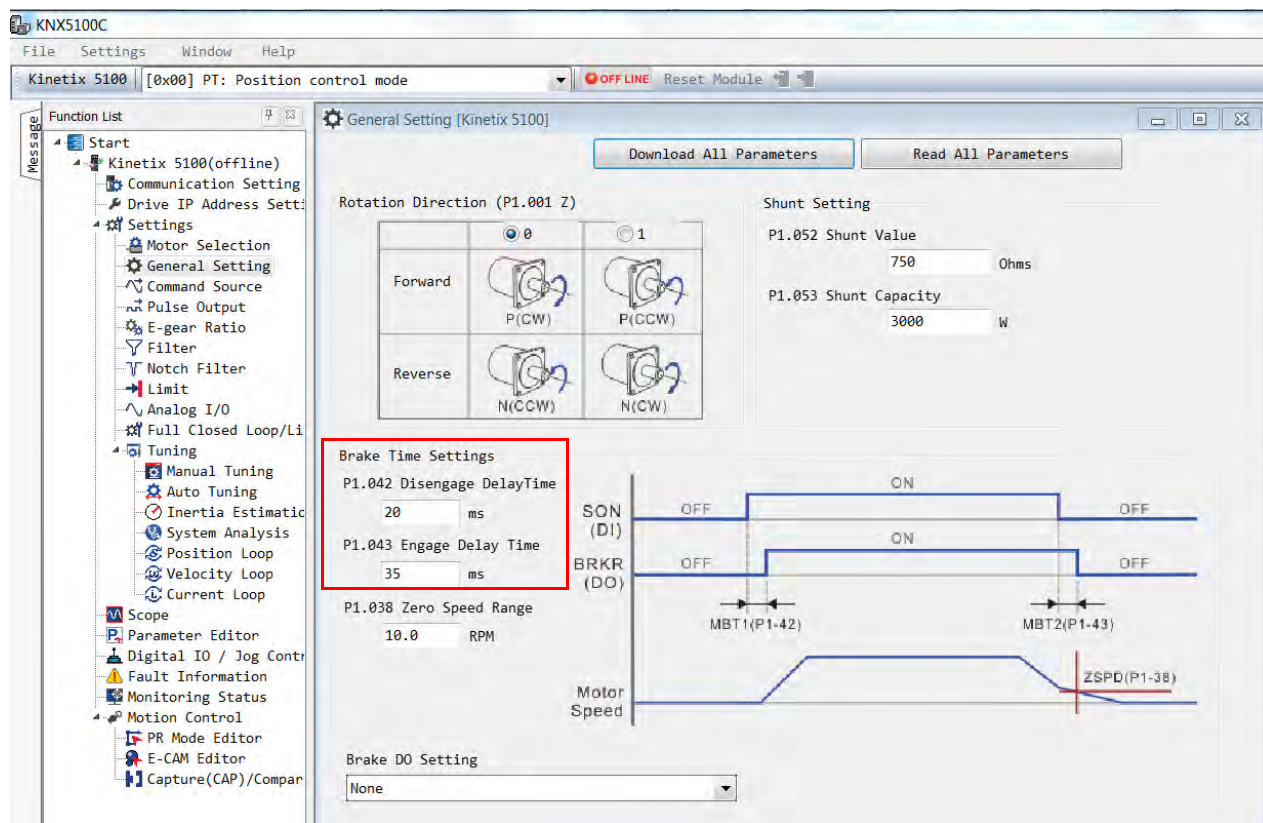 KNX5100C
File Settings Window Help
Kinetix 5100 [0x00] PT: Position control mode OFF LINE Reset Module
Message
Function List
Start
Kinetix 5100(offline)
Communication Setting
Drive IP Address Setti
Settings
Motor Selection
General Setting
Command Source
Pulse Output
E-gear Ratio
Filter
Notch Filter
Limit
Analog I/O
Full Closed Loop/Li
Tuning
Manual Tuning
Auto Tuning
Inertia Estimatic
System Analysis
Position Loop
Velocity Loop
Current Loop
Scope
Parameter Editor
Digital IO / Jog Contr
Fault Information
Monitoring Status
Motion Control
PR Mode Editor
E-CAM Editor
Capture(CAP)/Compar
General Setting [Kinetix 5100]
Download All Parameters Read All Parameters
Rotation Direction (P1.001 Z)
0 1
Forward
P(CW) P(CCW)
Reverse
N(CCW) N(CW)
Shunt Setting
P1.052 Shunt Value
750 Ohms
P1.053 Shunt Capacity
3000 W
Brake Time Settings
P1.042 Disengage DelayTime
20 ms
P1.043 Engage Delay Time
35 ms
P1.038 Zero Speed Range
10.0 RPM
SON
(DI)
OFF ON OFF
BRKR
(DO)
OFF ON OFF
MBT1(P1-42) MBT2(P1-43)
ZSPD(P1-38)
Motor
Speed
Brake DO Setting
None